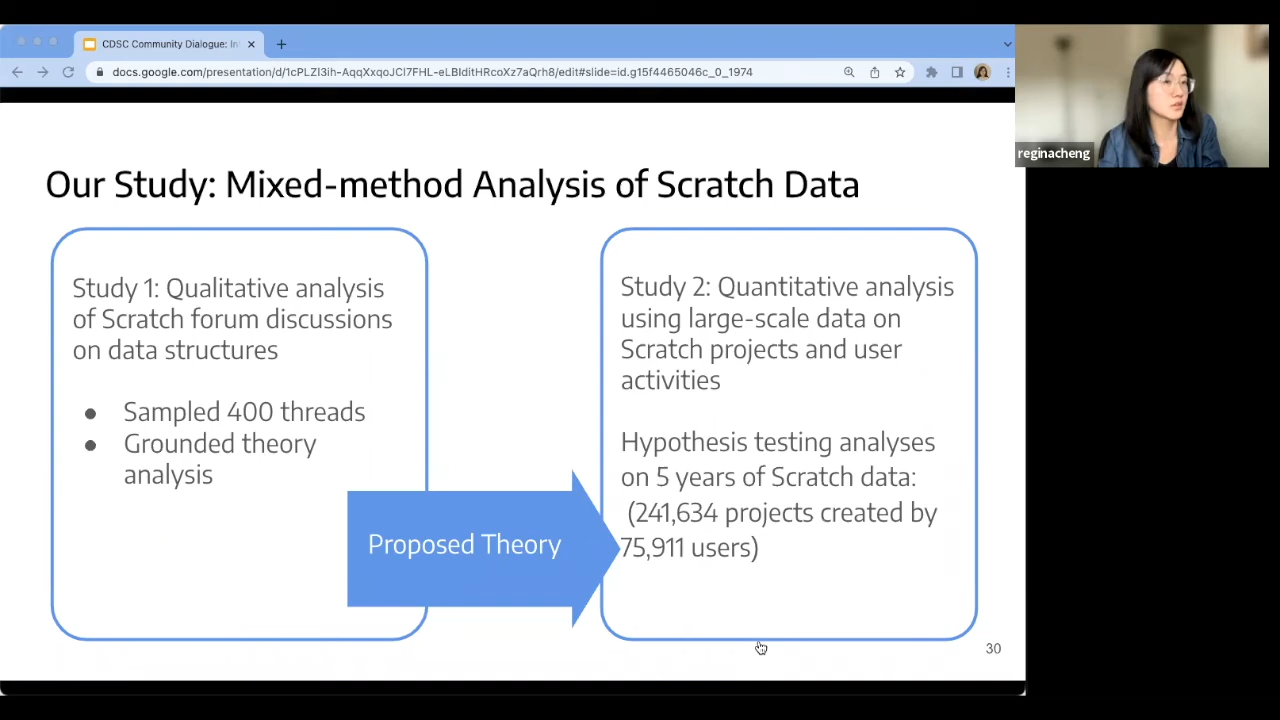 CDSC Community Dialogue: In
docs.google.com/presentation/d/1cPLZl3ih-AqqXxqoJCl7FHL-eLBlditHRcoXz7aQrh8/edit#slide=id.g15f4465046c_0_1974
reginacheng
Our Study: Mixed-method Analysis of Scratch Data
Study 1: Qualitative analysis
of Scratch forum discussions
on data structures
● Sampled 400 threads
● Grounded theory
analysis
Proposed Theory
Study 2: Quantitative analysis
using large-scale data on
Scratch projects and user
activities
Hypothesis testing analyses
on 5 years of Scratch data:
(241,634 projects created by
75,911 users)
30